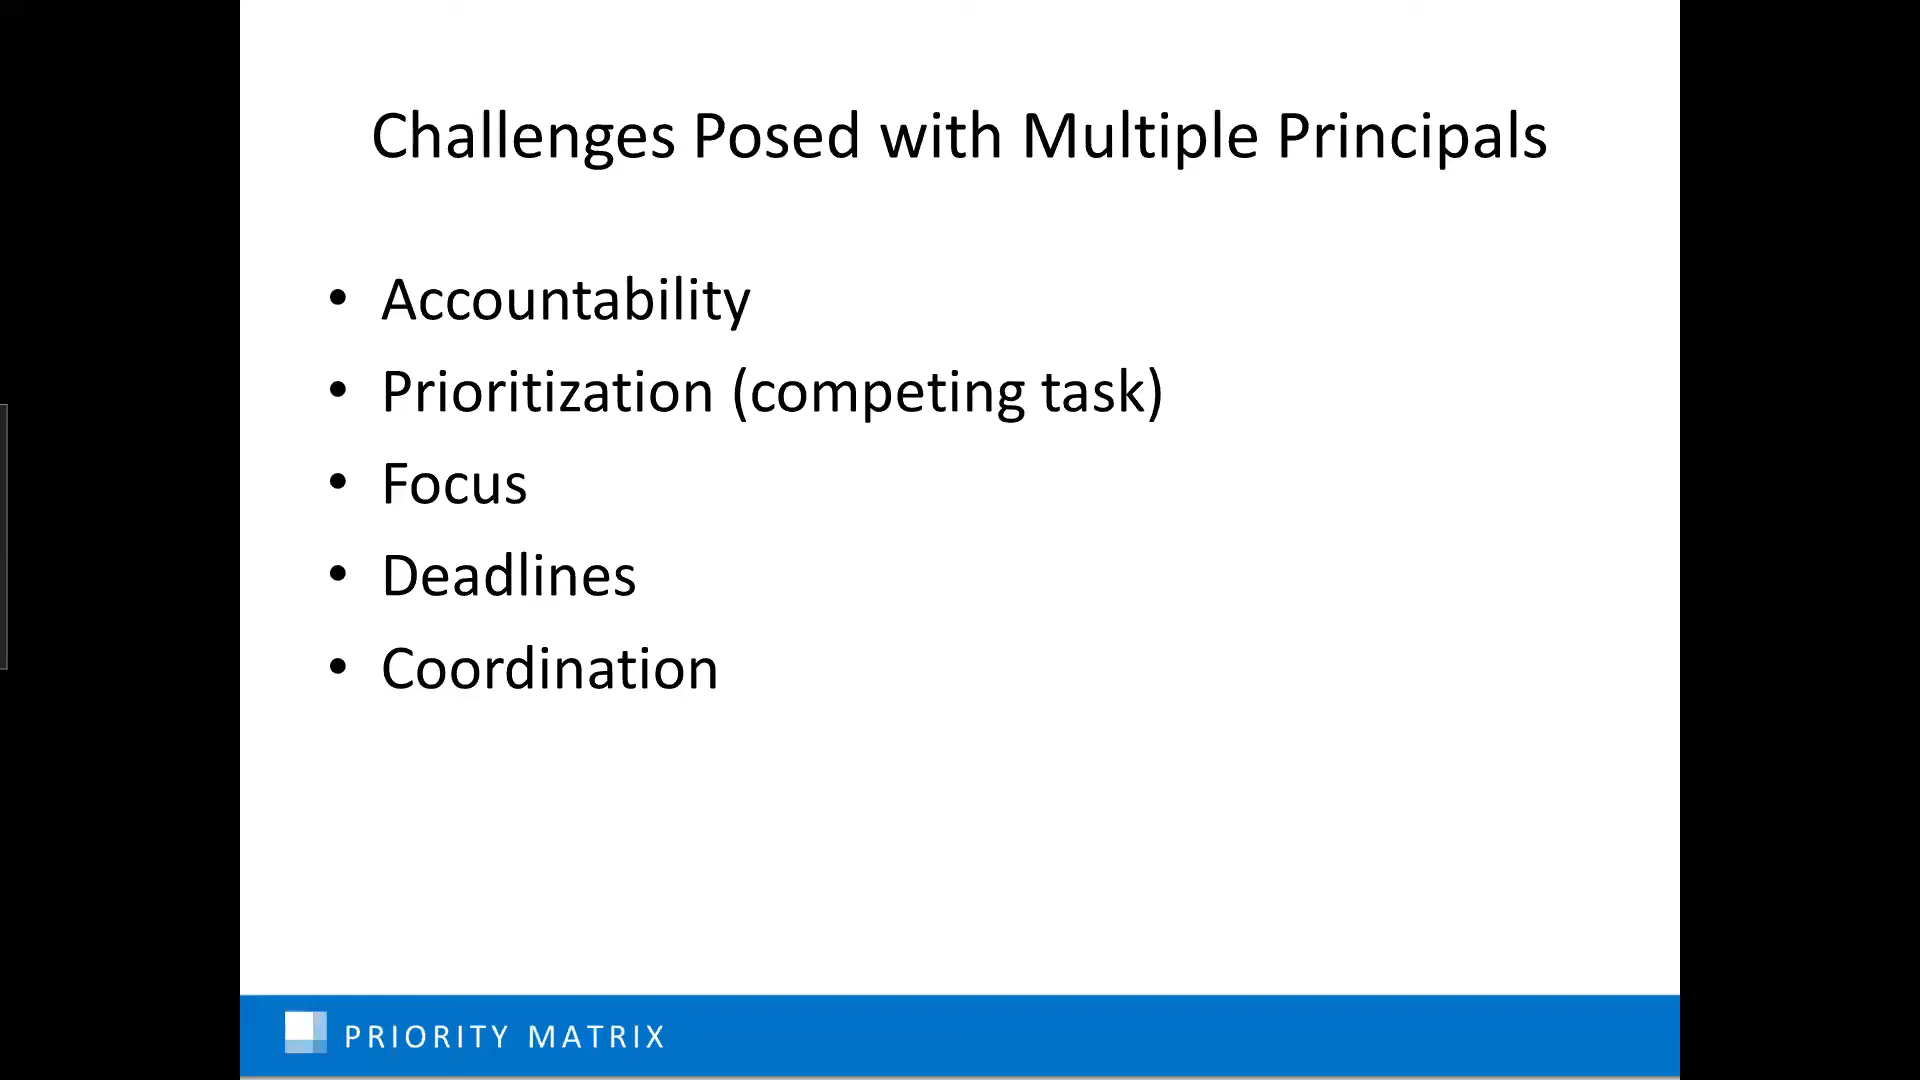 Challenges Posed with Multiple Principals
• Accountability
• Prioritization (competing task)
• Focus
• Deadlines
• Coordination
PRIORITY MATRIX